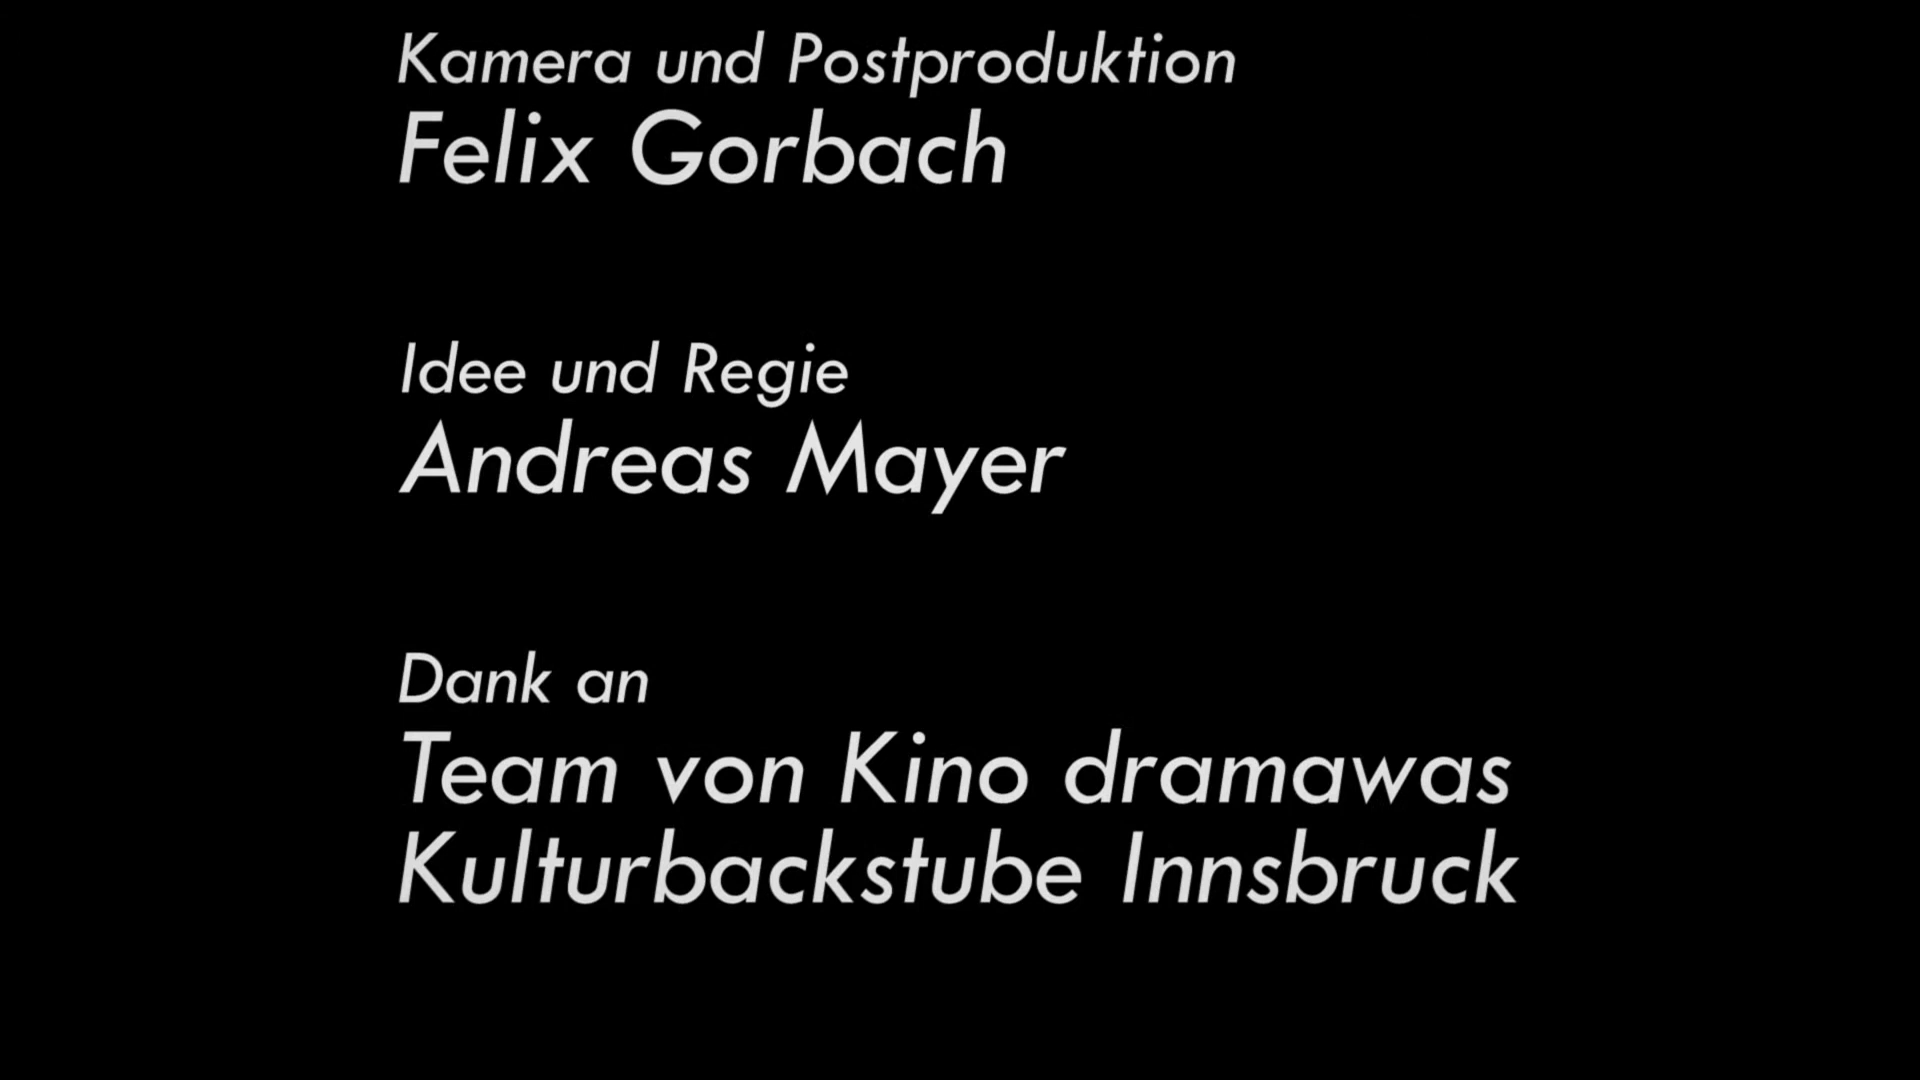 Kamera und Postproduktion
Felix Gorbach
Idee und Regie
Andreas Mayer
Dank an
Team von Kino dramawas
Kulturbackstube Innsbruck